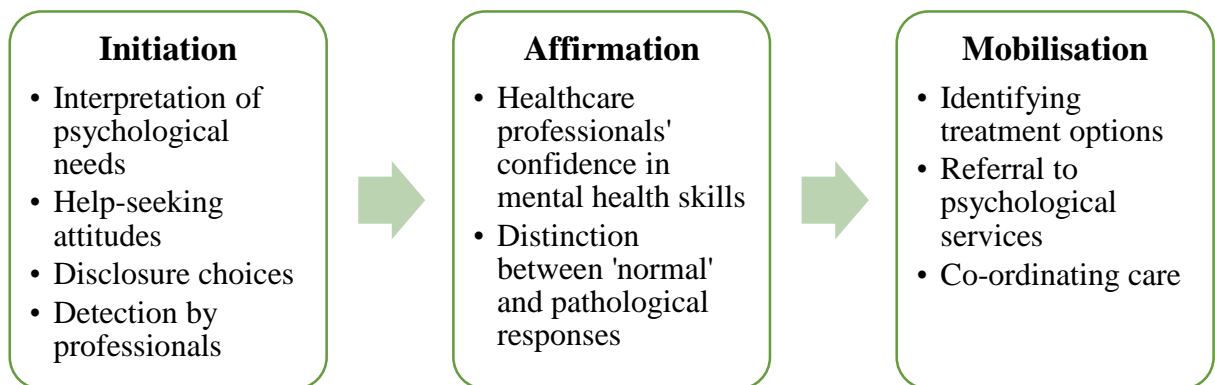 Initiation
• Interpretation of
psychological
needs
• Help-seeking
attitudes
• Disclosure choices
• Detection by
professionals
Affirmation
• Healthcare
professionals'
confidence in
mental health skills
• Distinction
between 'normal'
and pathological
responses
Mobilisation
• Identifying
treatment options
• Referral to
psychological
services
• Co-ordinating care